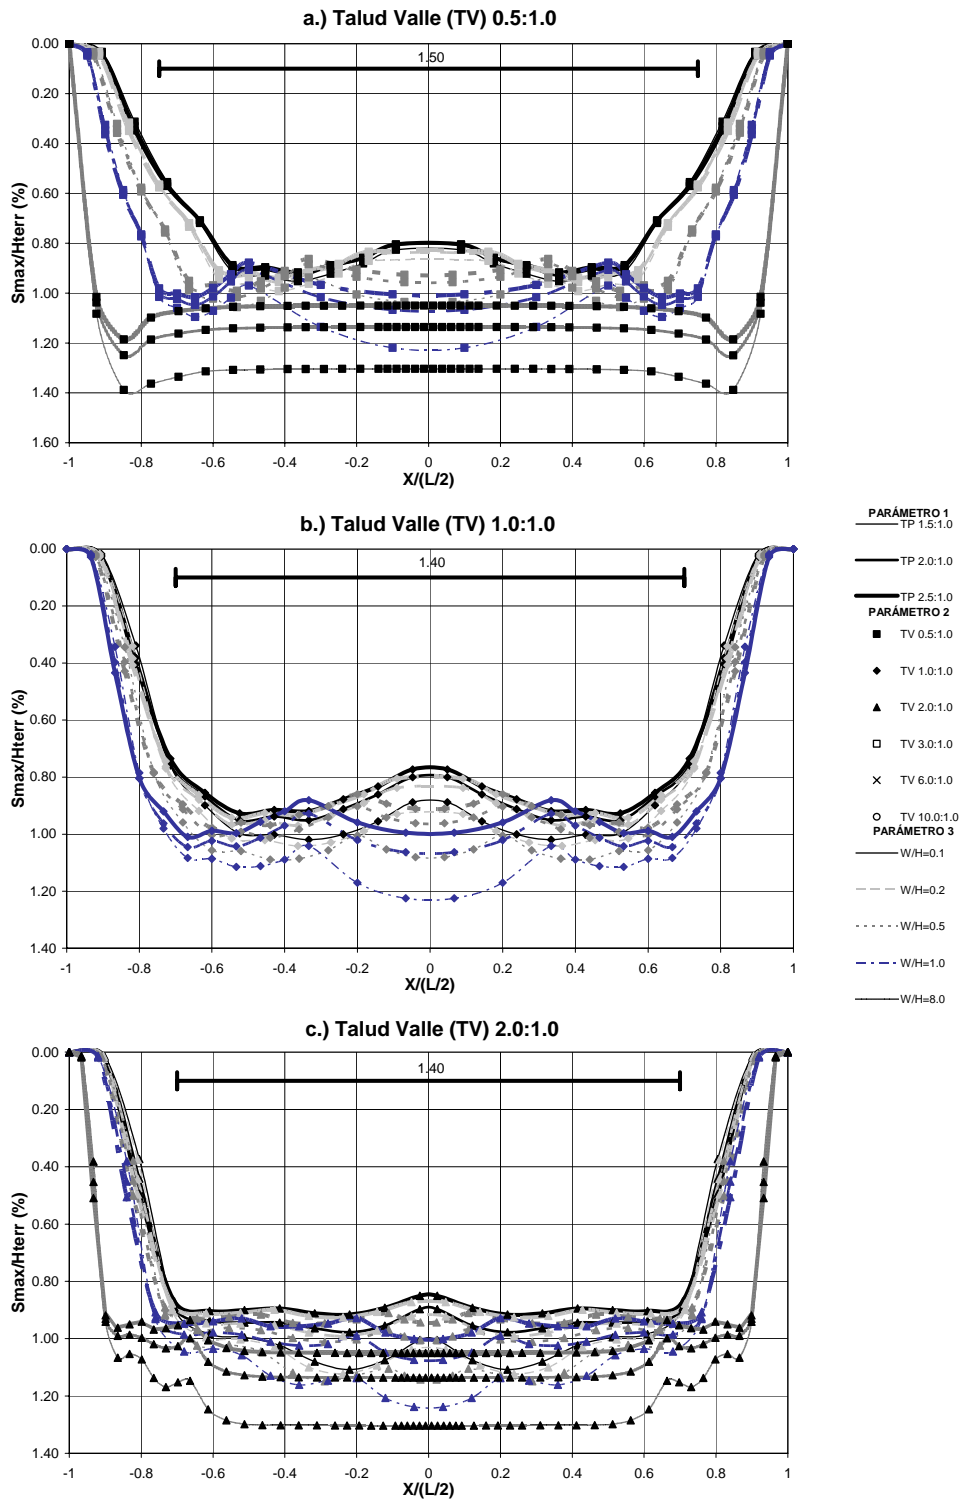 a.) Talud Valle (TV) 0.5:1.0
0.00
0.20
0.40
0.60
0.80
1.00
1.20
1.40
1.60
Smax/Hterr (%)
1.50
-1 -0.8 -0.6 -0.4 -0.2 0 0.2 0.4 0.6 0.8 1
X/(L/2)
b.) Talud Valle (TV) 1.0:1.0
0.00
0.20
0.40
0.60
0.80
1.00
1.20
1.40
Smax/Hterr (%)
1.40
-1 -0.8 -0.6 -0.4 -0.2 0 0.2 0.4 0.6 0.8 1
X/(L/2)
PARÁMETRO 1
TP 1.5:1.0
TP 2.0:1.0
TP 2.5:1.0
PARÁMETRO 2
TV 0.5:1.0
TV 1.0:1.0
TV 2.0:1.0
TV 3.0:1.0
TV 6.0:1.0
TV 10.0:1.0
PARÁMETRO 3
W/H=0.1
W/H=0.2
W/H=0.5
W/H=1.0
W/H=8.0
c.) Talud Valle (TV) 2.0:1.0
0.00
0.20
0.40
0.60
0.80
1.00
1.20
1.40
Smax/Hterr (%)
1.40
-1 -0.8 -0.6 -0.4 -0.2 0 0.2 0.4 0.6 0.8 1
X/(L/2)